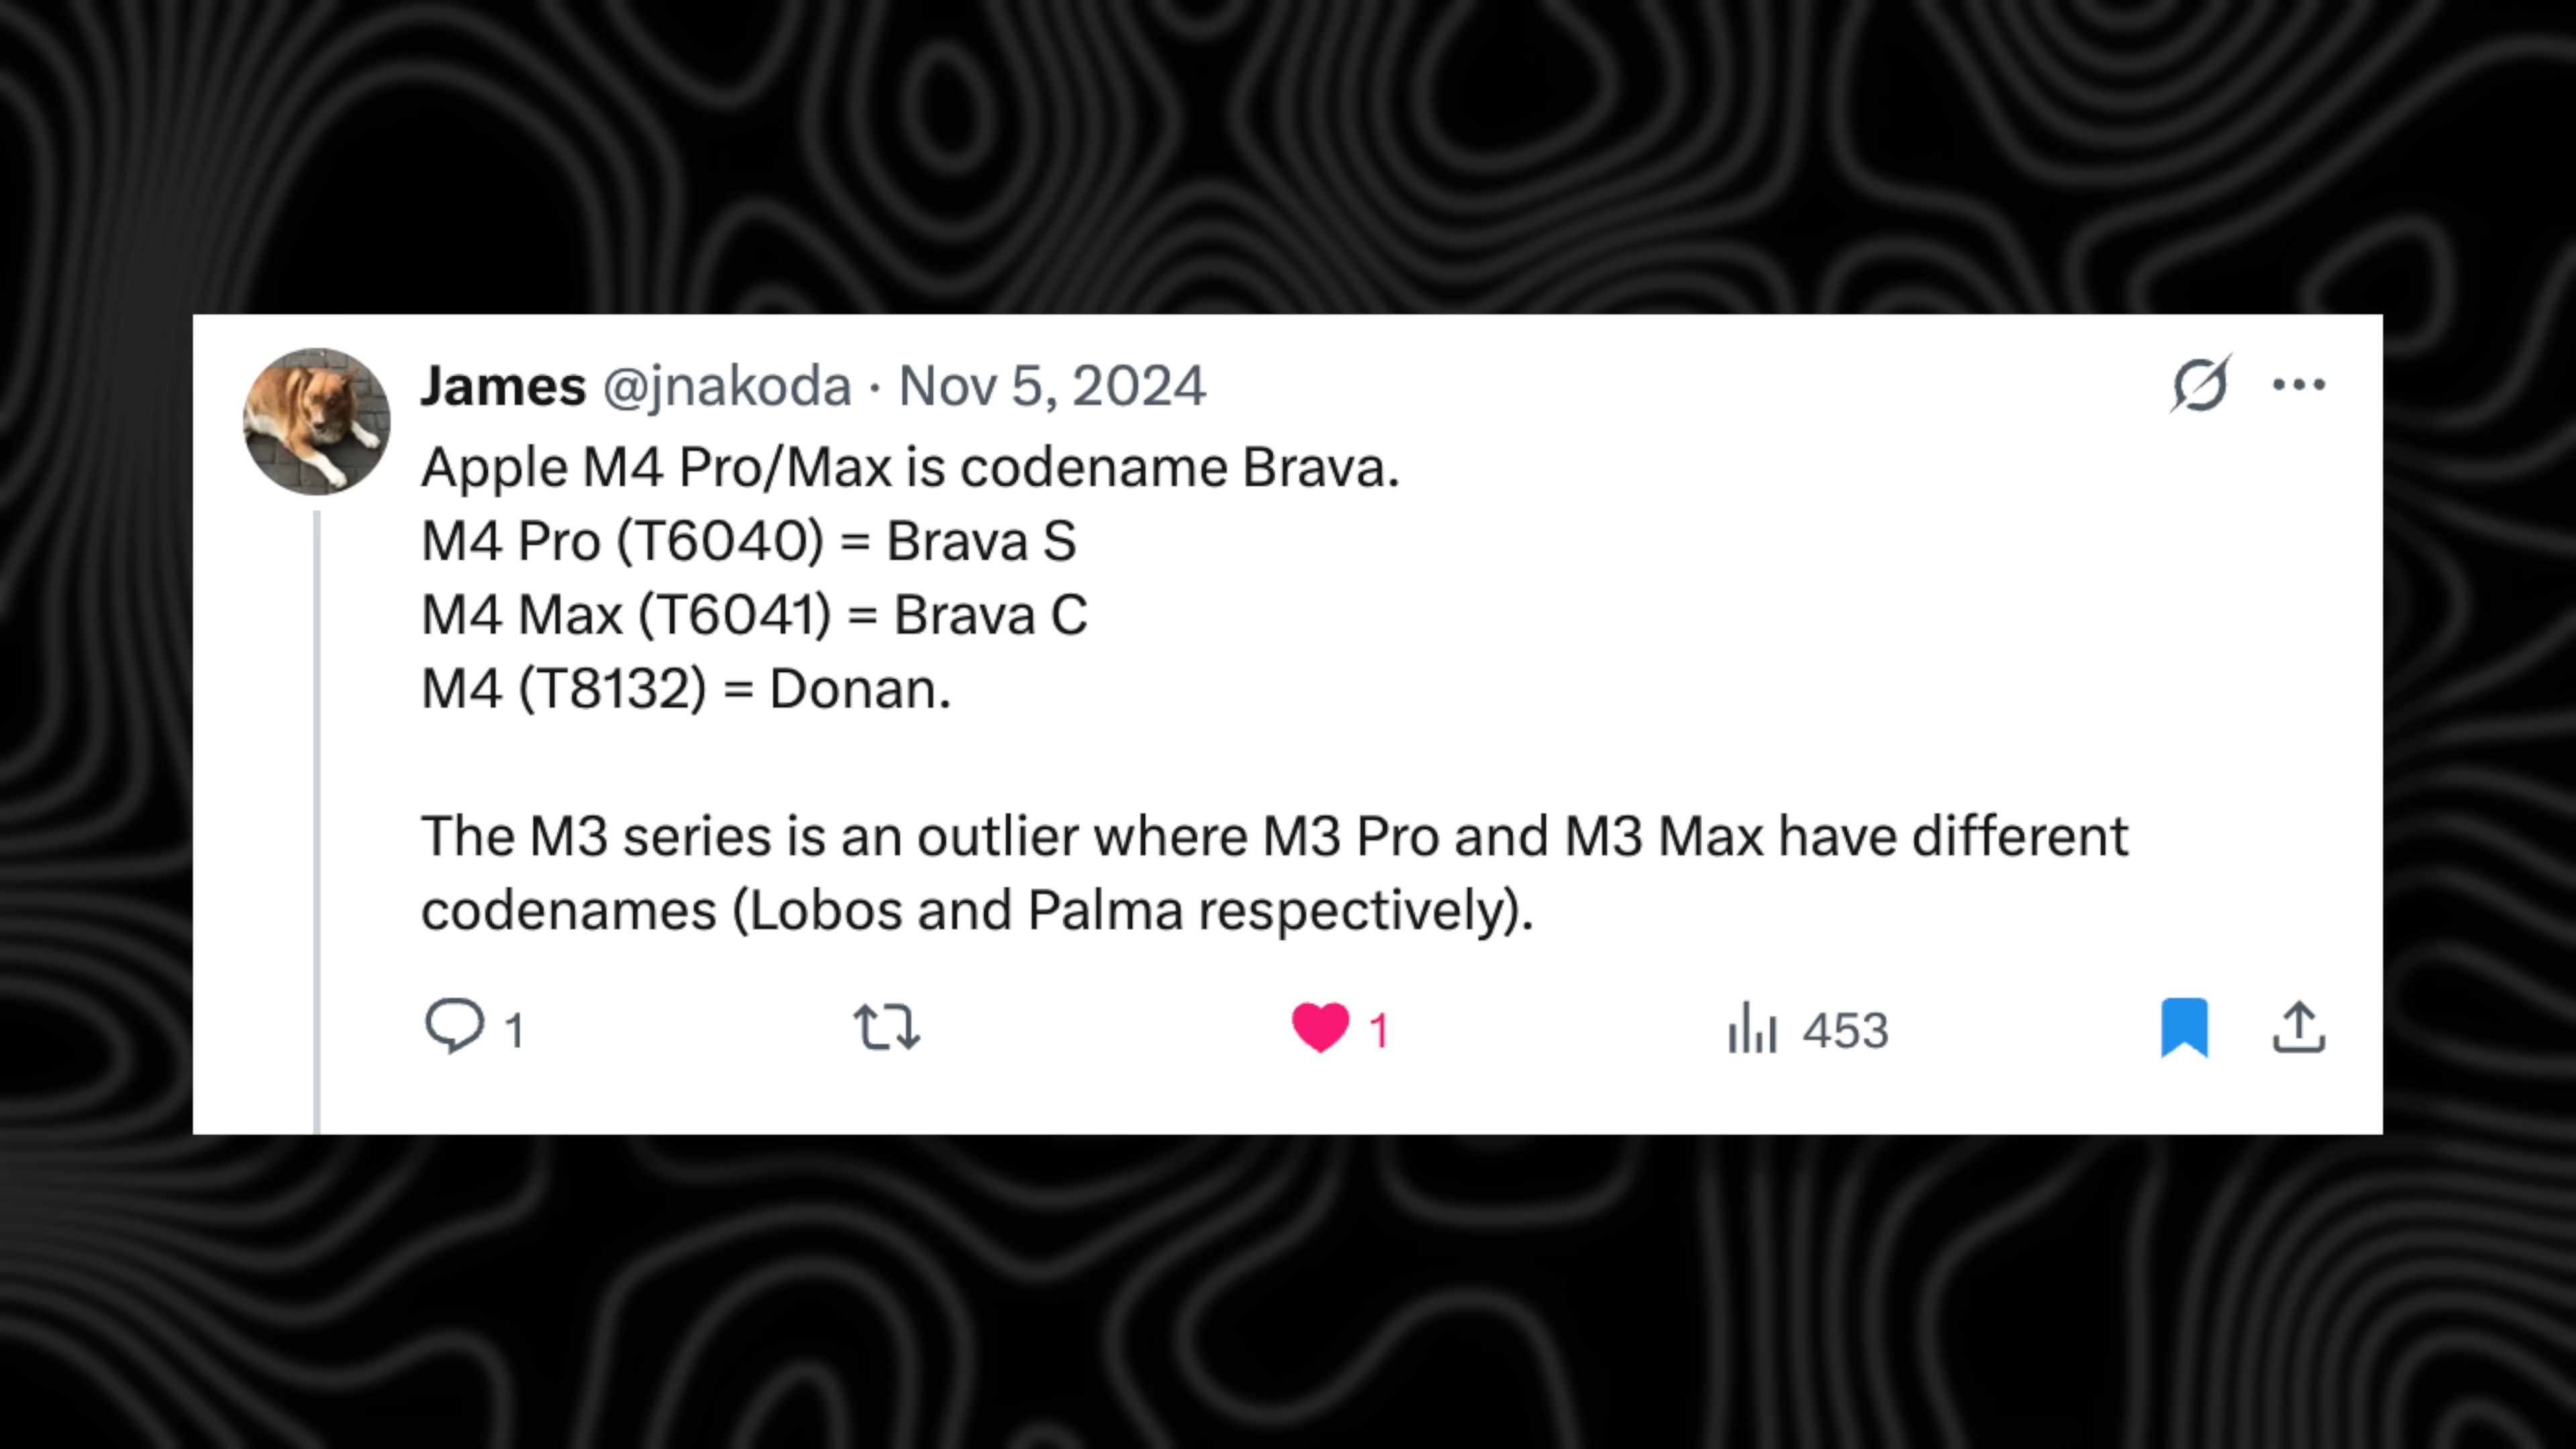 James @jnakoda · Nov 5, 2024
Apple M4 Pro/Max is codename Brava.
M4 Pro (T6040) = Brava S
M4 Max (T6041) = Brava C
M4 (T8132) = Donan.
The M3 series is an outlier where M3 Pro and M3 Max have different
codenames (Lobos and Palma respectively).
1 1 453